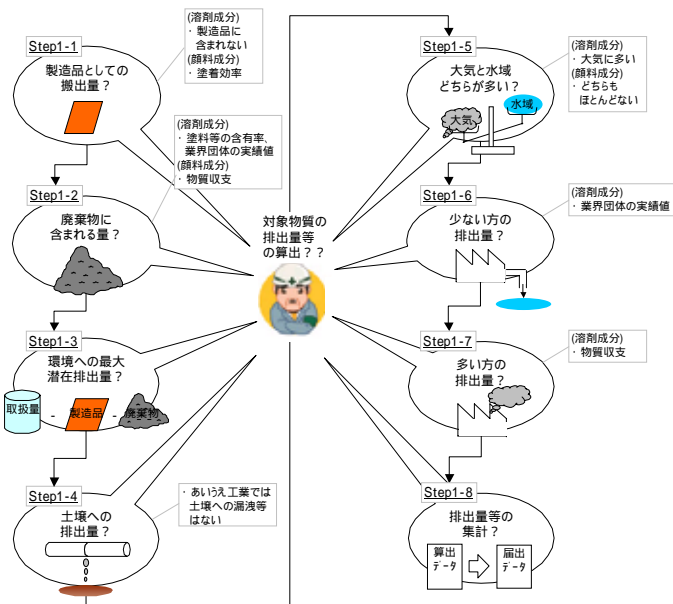 Step1-1
製造品としての
搬出量？
(溶剤成分)
・製造品に
含まれない
(顔料成分)
・塗着効率
Step1-2
廃棄物に
含まれる量？
(溶剤成分)
・塗料等の含有率、
業界団体の実績値
(顔料成分)
・物質収支
Step1-3
環境への最大
潜在排出量？
取扱量
-
製造品
-
廃棄物
Step1-4
土壌への
排出量？
・あいうえ工業では
土壌への漏洩等
はない
対象物質の
排出量等
の算出？？
Step1-5
大気と水域
どちらが多い？
大気
水域
(溶剤成分)
・大気に多い
(顔料成分)
・どちらも
ほとんどない
Step1-6
少ない方の
排出量？
(溶剤成分)
・業界団体の実績値
Step1-7
多い方の
排出量？
(溶剤成分)
・物質収支
Step1-8
排出量等の
集計？
算出
データ
届出
データ